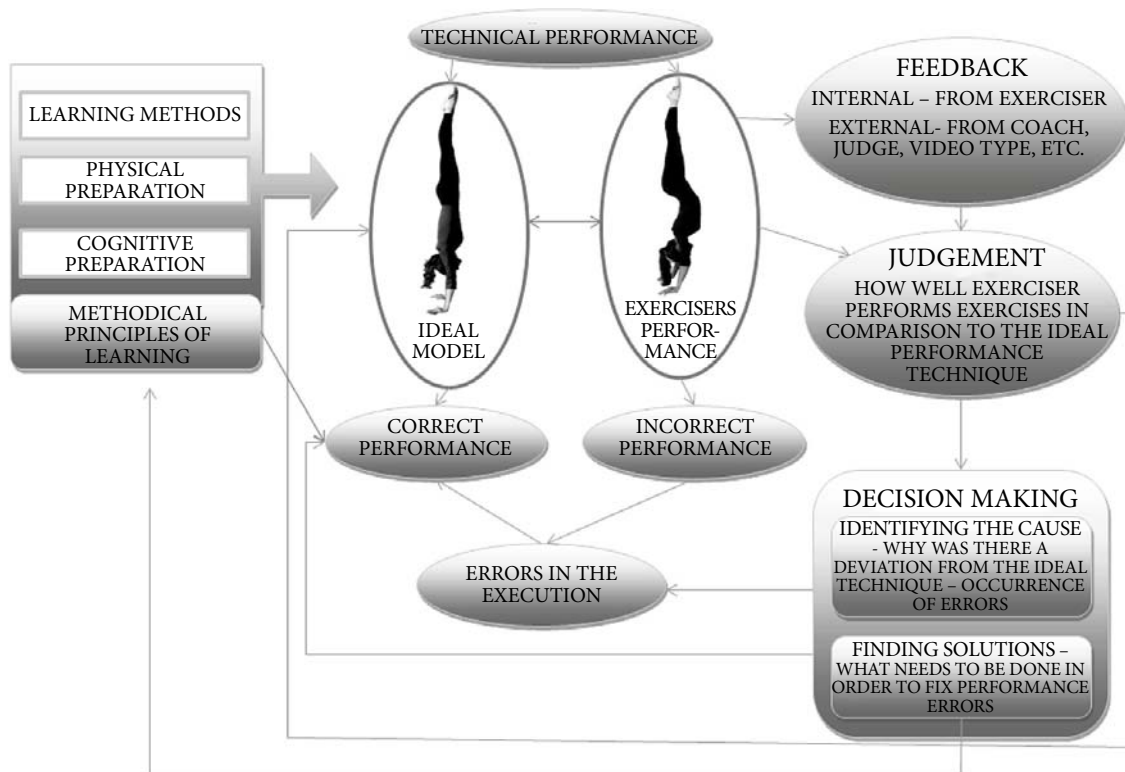 TECHNICAL PERFORMANCE
LEARNING METHODS
PHYSICAL
PREPARATION
COGNITIVE
PREPARATION
METHODICAL
PRINCIPLES OF
LEARNING
IDEAL
MODEL
EXERCISERS
PERFOR-
MANCE
FEEDBACK
INTERNAL – FROM EXERCISER
EXTERNAL- FROM COACH,
JUDGE, VIDEO TYPE, ETC.
JUDGEMENT
HOW WELL EXERCISER
PERFORMS EXERCISES IN
COMPARISON TO THE IDEAL
PERFORMANCE
TECHNIQUE
CORRECT
PERFORMANCE
INCORRECT
PERFORMANCE
ERRORS IN THE
EXECUTION
DECISION MAKING
IDENTIFYING THE CAUSE
- WHY WAS THERE A
DEVIATION FROM THE IDEAL
TECHNIQUE – OCCURRENCE
OF ERRORS
FINDING SOLUTIONS –
WHAT NEEDS TO BE DONE IN
ORDER TO FIX PERFORMANCE
ERRORS